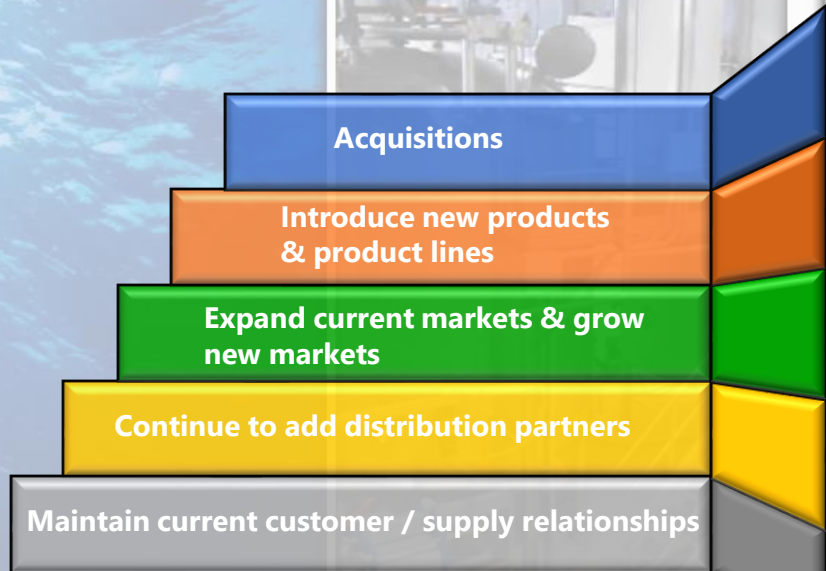 Acquisitions
Introduce new products
& product lines
Expand current markets & grow
new markets
Continue to add distribution partners
Maintain current customer / supply relationships